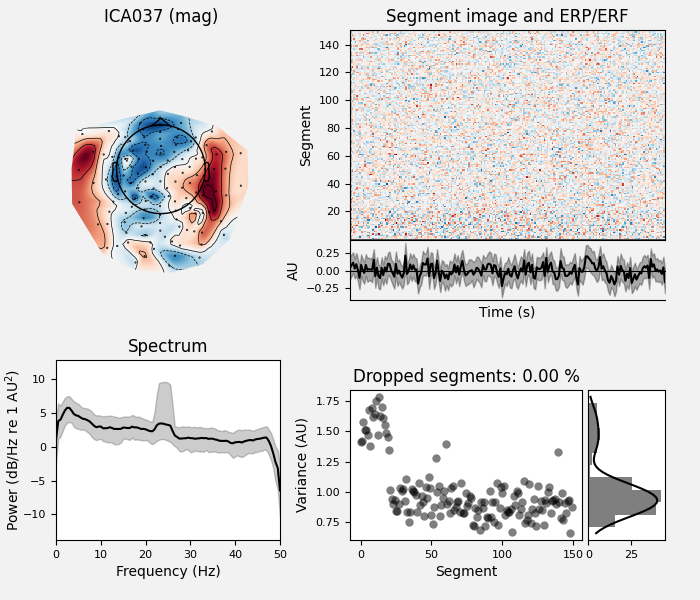 ICA037 (mag)
Segment image and ERP/ERF
Segment
140
120
100
80
60
40
20
AU
0.25
0.00
−0.25
Time (s)
Spectrum
Power (dB/Hz re 1 AU²)
10
5
0
−5
−10
0 10 20 30 40 50
Frequency (Hz)
Dropped segments: 0.00 %
Variance (AU)
1.75
1.50
1.25
1.00
0.75
0 50 100 150
Segment
0 25